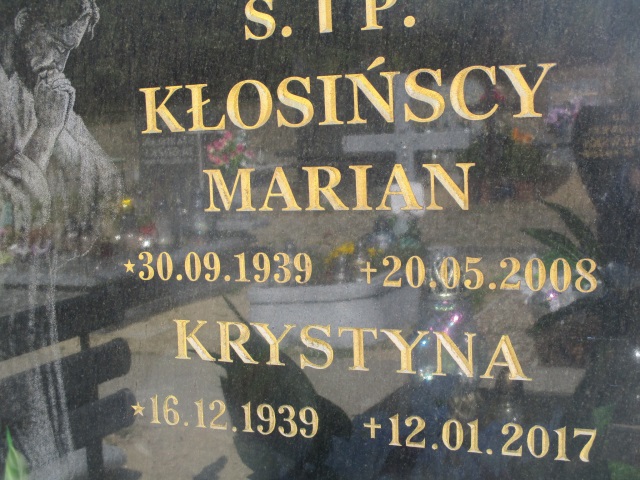 Ś. † P.
KŁOSIŃSCY
MARIAN
*30.09.1939 +20.05.2008
KRYSTYNA
*16.12.1939 +12.01.2017